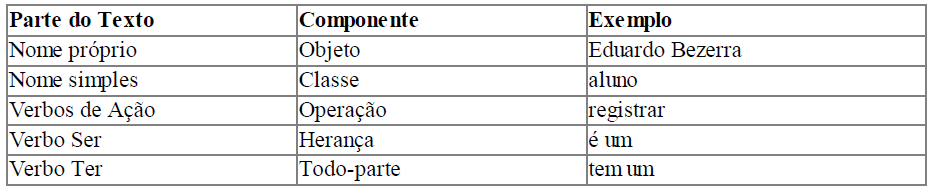 Parte do Texto Componente Exemplo
Nome próprio Objeto Eduardo Bezerra
Nome simples Classe aluno
Verbos de Ação Operação registrar
Verbo Ser Herança é um
Verbo Ter Todo-parte tem um